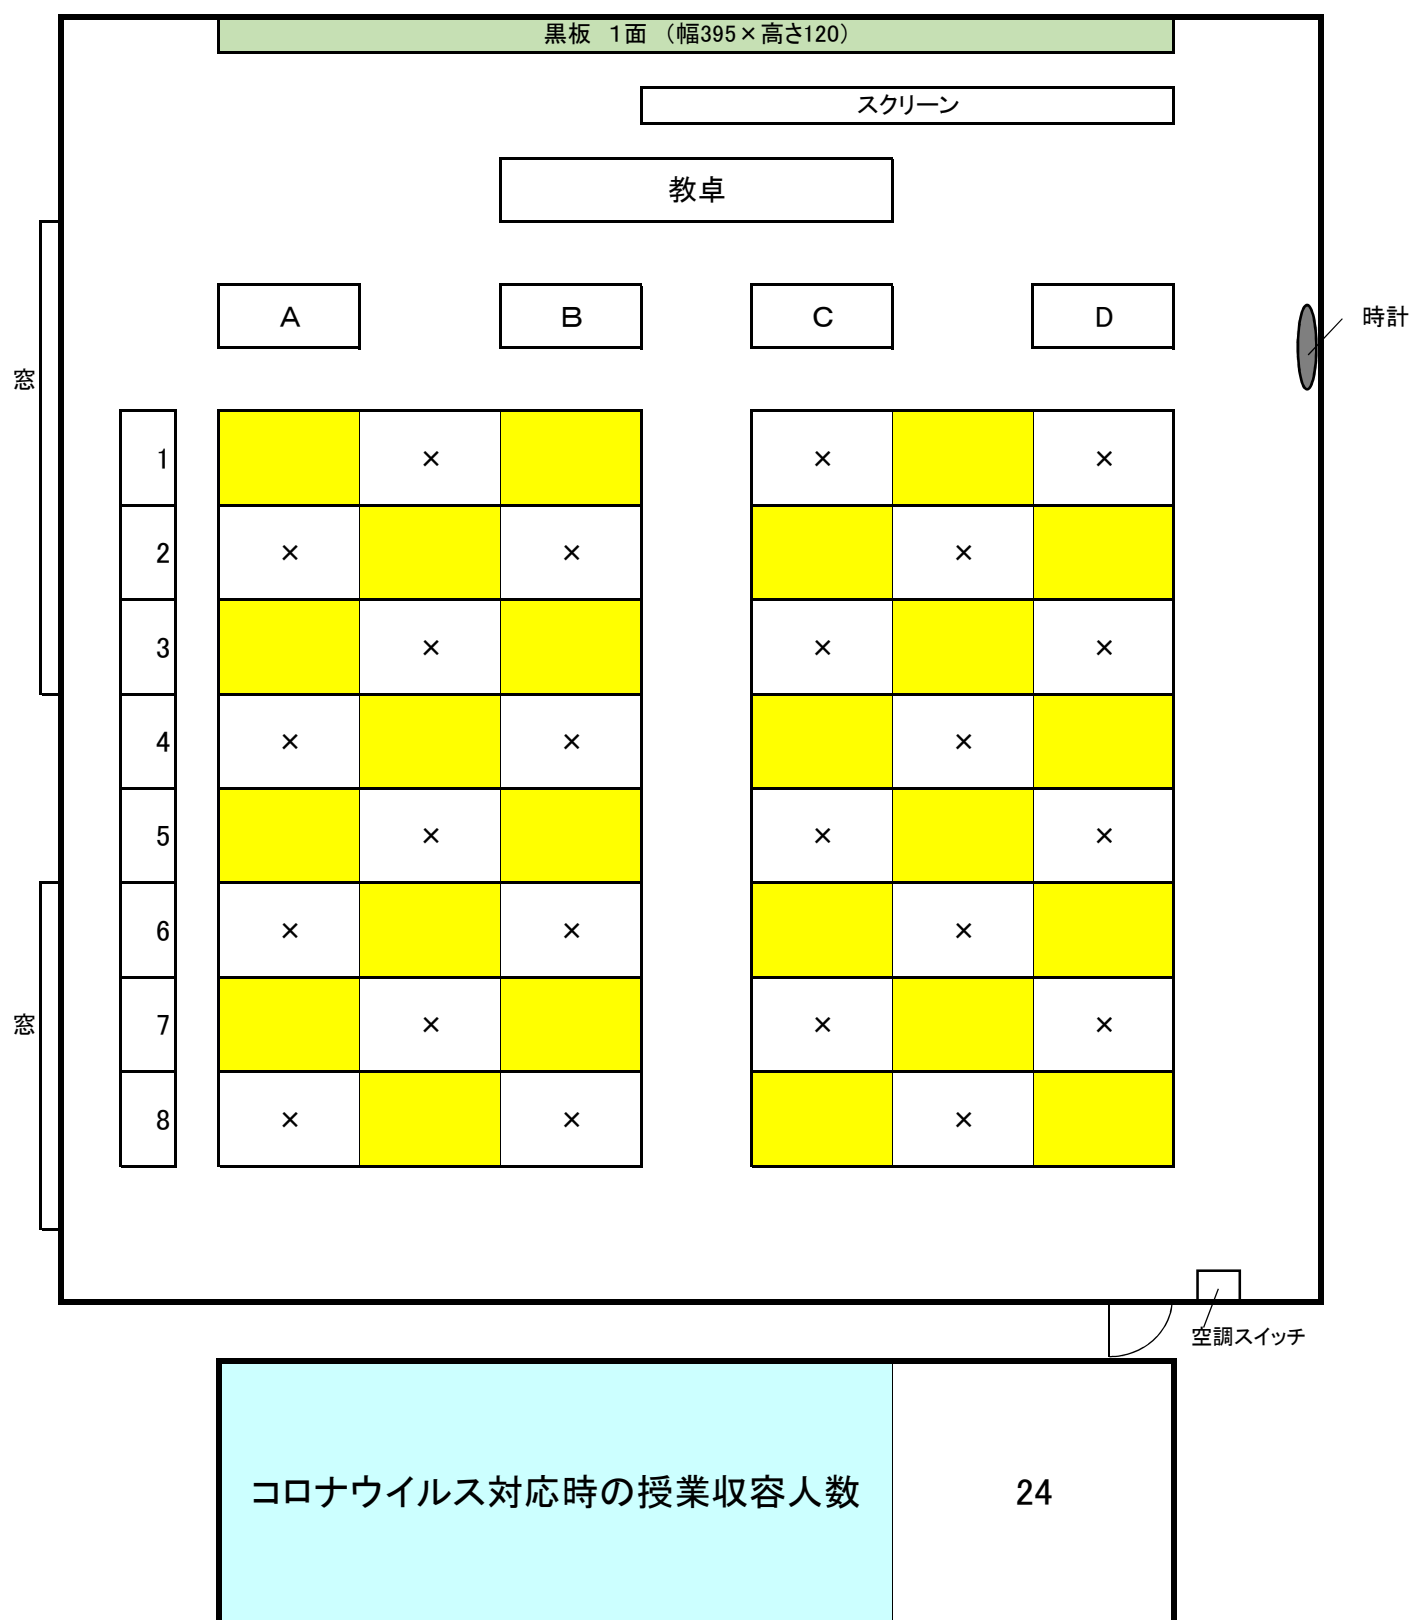 黒板　１面　（幅395×高さ120）
スクリーン
教卓
A B C D
時計
窓
1 × × ×
2 × × ×
3 × × ×
4 × × ×
5 × × ×
6 × × ×
窓
7 × × ×
8 × × ×
空調スイッチ
コロナウイルス対応時の授業収容人数 24